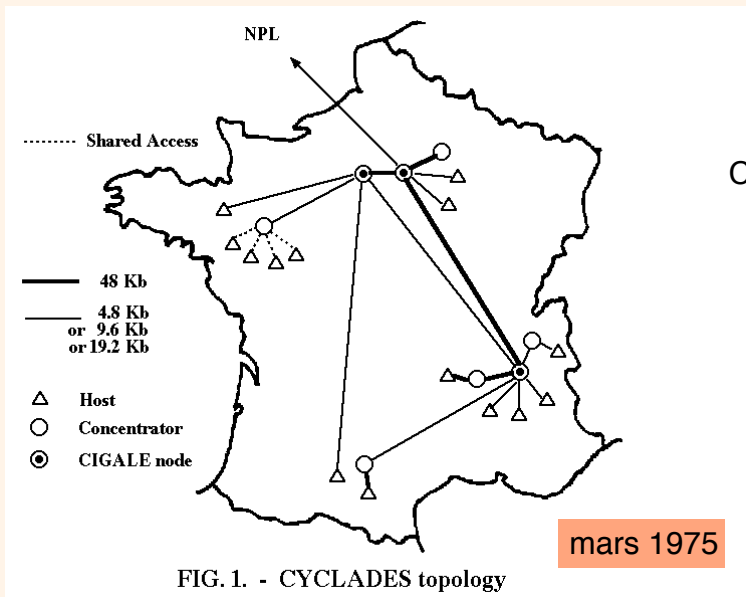 NPL
Shared Access
C
48 Kb
4.8 Kb
or 9.6 Kb
or 19.2 Kb
Host
Concentrator
CIGALE node
mars 1975
FIG. 1. - CYCLADES topology